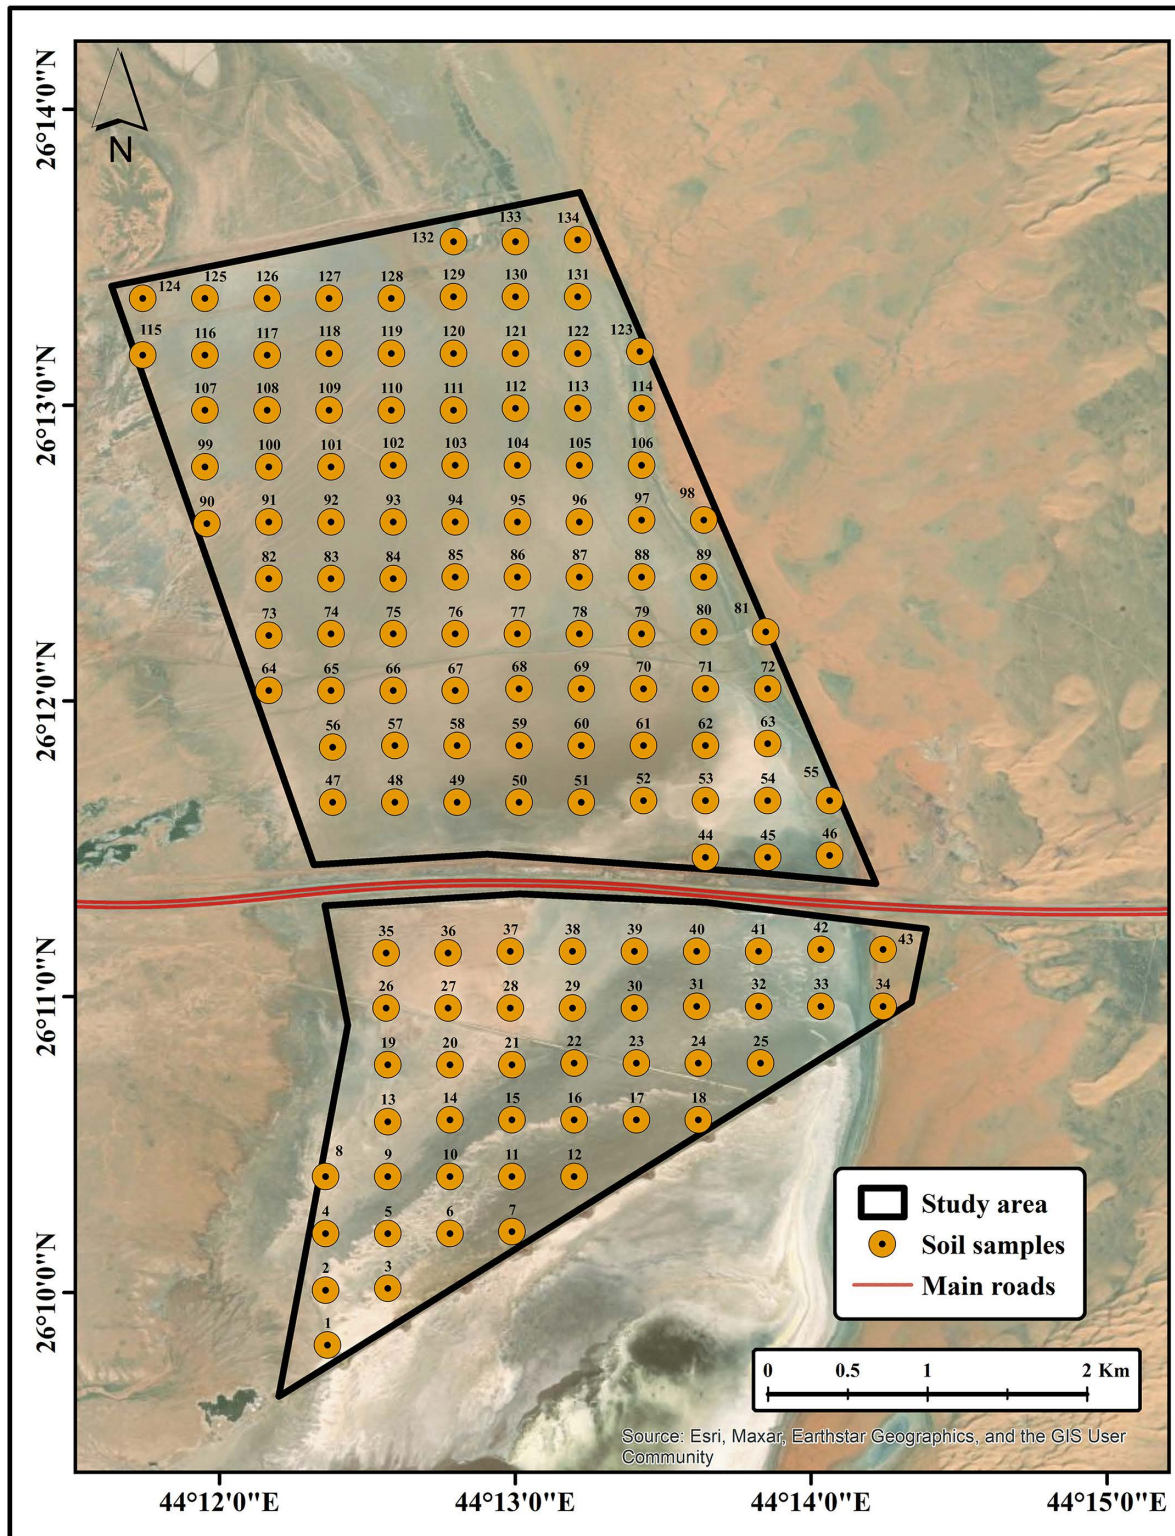 26°14'0"N
N
133 134
132
124 125 126 127 128 129 130 131
115 116 117 118 119 120 121 122 123
26°13'0"N
107 108 109 110 111 112 113 114
99 100 101 102 103 104 105 106
90 91 92 93 94 95 96 97 98
82 83 84 85 86 87 88 89
73 74 75 76 77 78 79 80 81
26°12'0"N
64 65 66 67 68 69 70 71 72
56 57 58 59 60 61 62 63
47 48 49 50 51 52 53 54 55
44 45 46
35 36 37 38 39 40 41 42 43
26°11'0"N
26 27 28 29 30 31 32 33 34
19 20 21 22 23 24 25
13 14 15 16 17 18
8 9 10 11 12
4 5 6 7
26°10'0"N
2 3
1
Study area
Soil samples
Main roads
0 0.5 1 2 Km
Source: Esri, Maxar, Earthstar Geographics, and the GIS User
Community
44°12'0"E 44°13'0"E 44°14'0"E 44°15'0"E